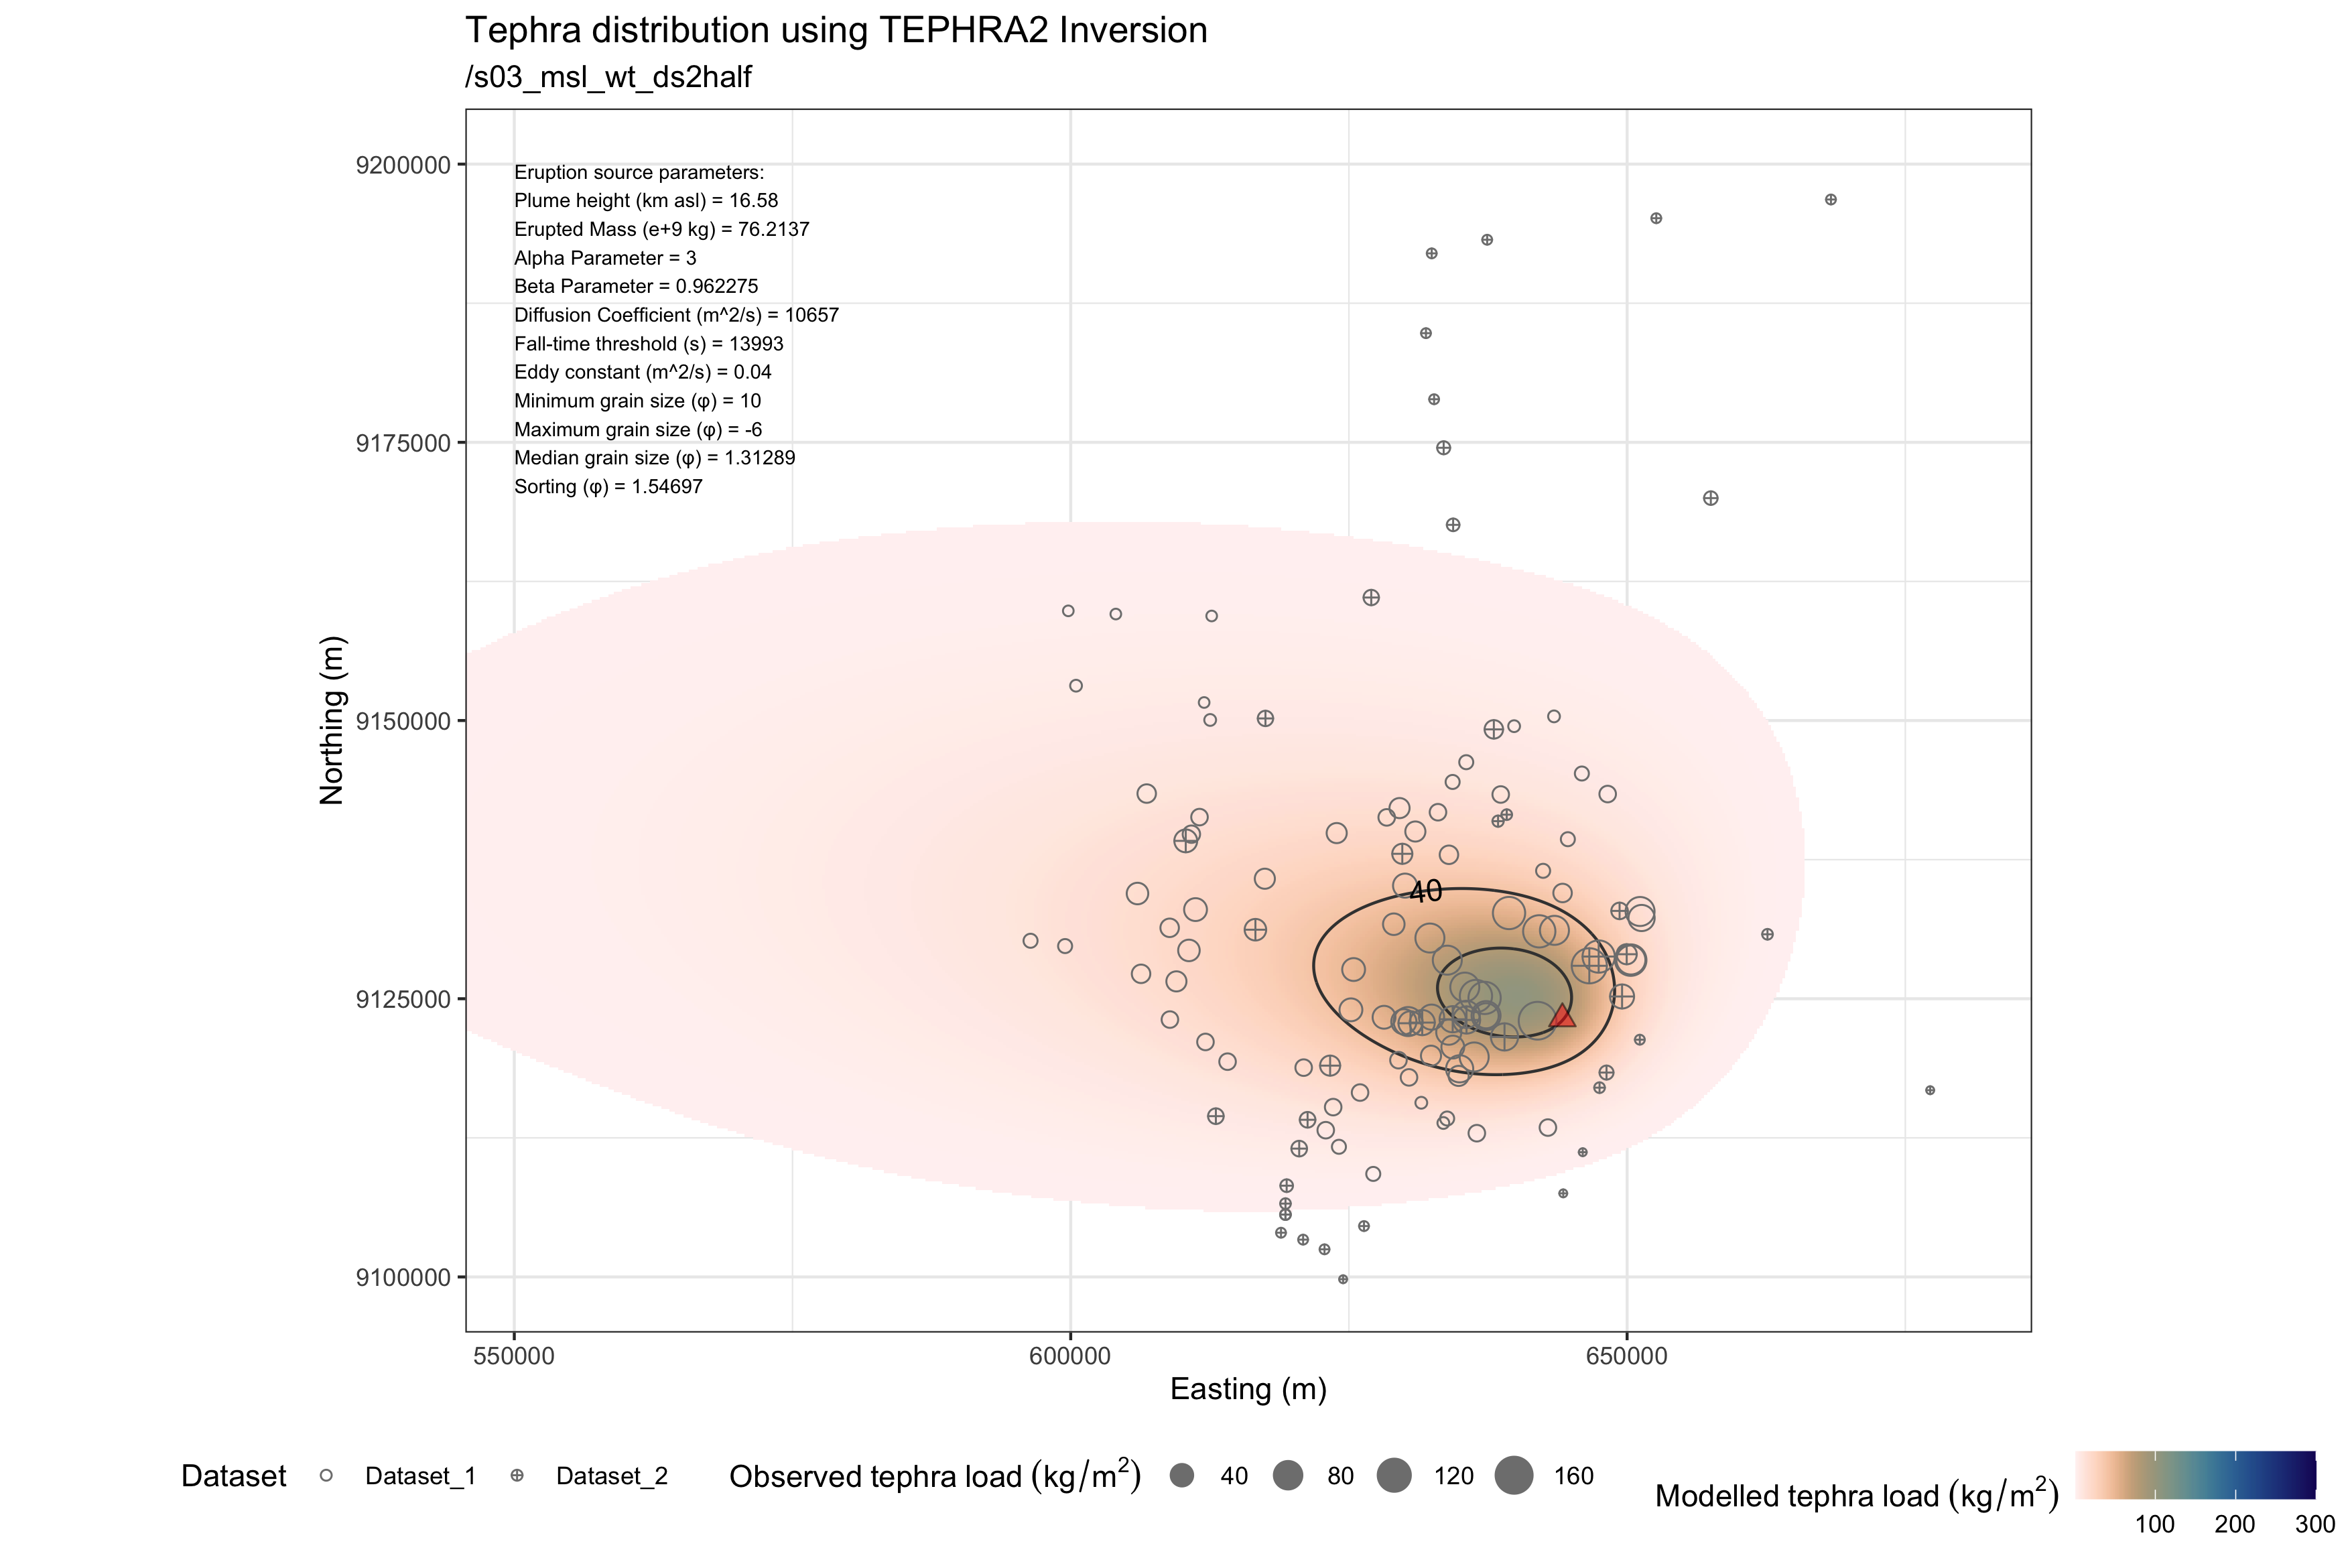 Tephra distribution using TEPHRA2 Inversion
/s03_msl_wt_ds2half
9200000
9175000
9150000
9125000
9100000
Northing (m)
Eruption source parameters:
Plume height (km asl) = 16.58
Erupted Mass (e+9 kg) = 76.2137
Alpha Parameter = 3
Beta Parameter = 0.962275
Diffusion Coefficient (m^2/s) = 10657
Fall-time threshold (s) = 13993
Eddy constant (m^2/s) = 0.04
Minimum grain size (φ) = 10
Maximum grain size (φ) = -6
Median grain size (φ) = 1.31289
Sorting (φ) = 1.54697
40
550000 600000 650000
Easting (m)
Dataset Dataset_1 Dataset_2 Observed tephra load (kg/m²) 40 80 120 160
Modelled tephra load (kg/m²)
100 200 300